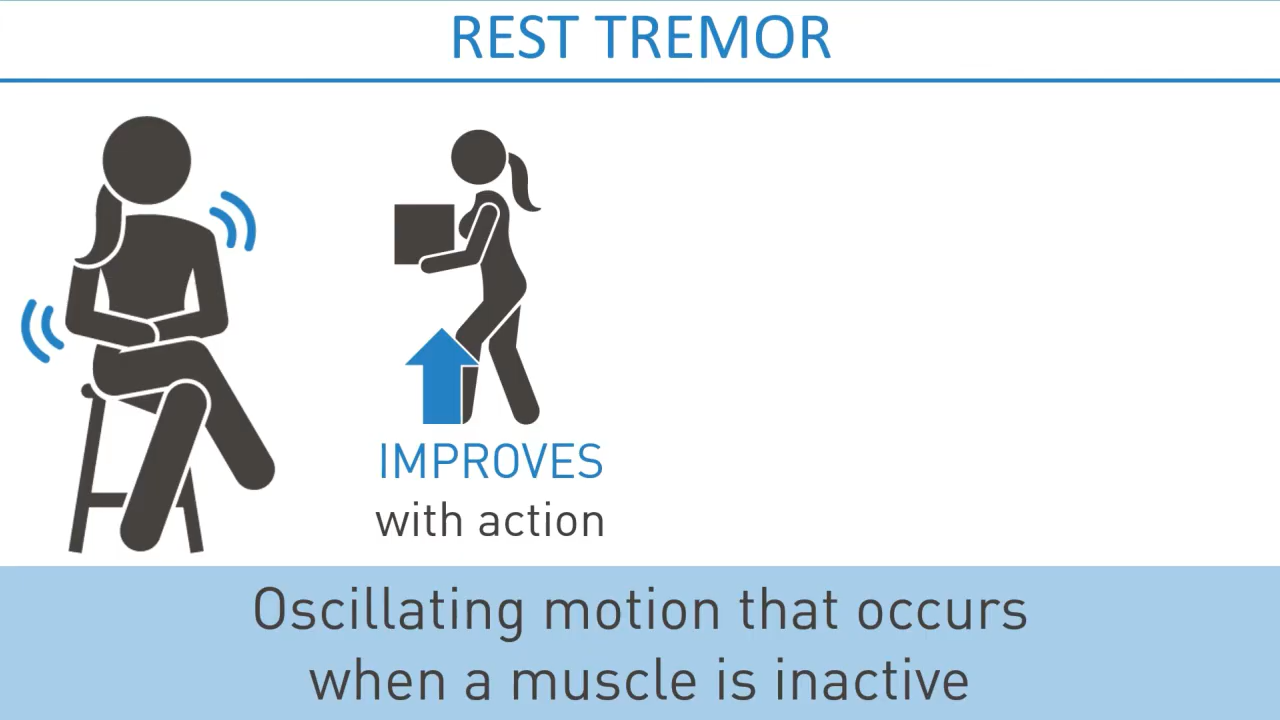 REST TREMOR
IMPROVES
with action
Oscillating motion that occurs
when a muscle is inactive